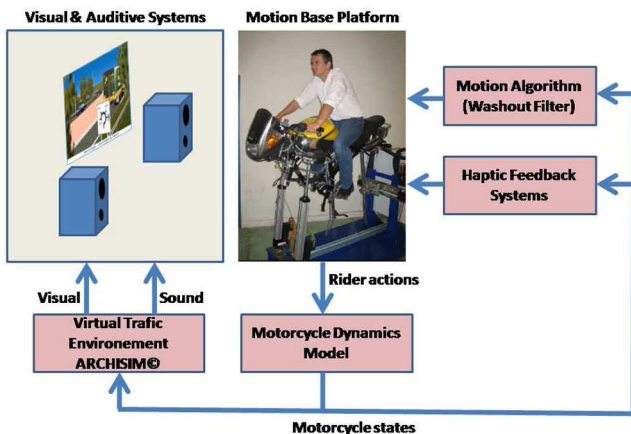 Visual & Auditive Systems
Motion Base Platform
Motion Algorithm
(Washout Filter)
Haptic Feedback
Systems
Visual
Sound
Rider actions
Virtual Trafic
Environement
ARCHISIM©
Motorcycle Dynamics
Model
Motorcycle states